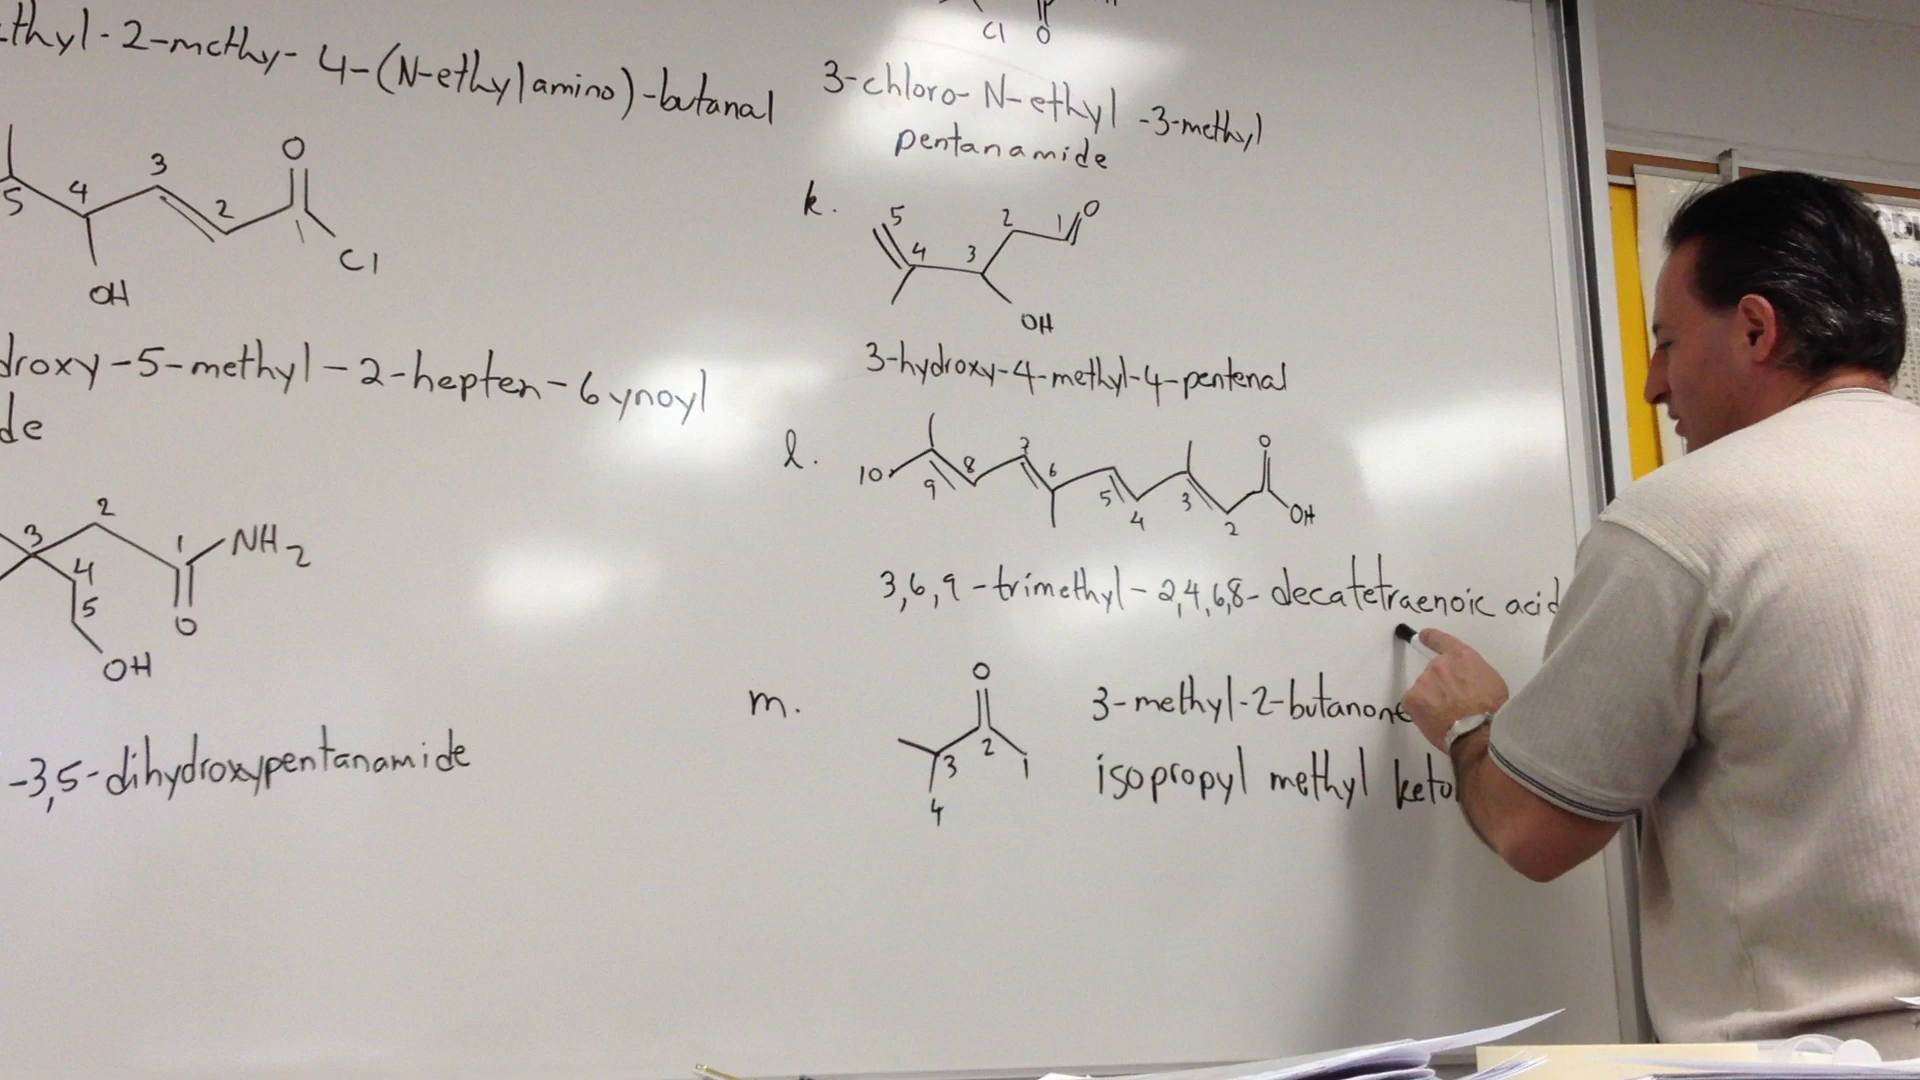 -thyl-2-methy-4-(N-ethylamino)-butanal
5 4 3 2 1
O
Cl
OH
droxy-5-methyl-2-hepten-6ynoyl
de
3 2 1 NH2
4
5
O
OH
-3,5-dihydroxypentanamide
Cl O
3-chloro-N-ethyl-3-methyl
pentanamide
k.
5 4 3 2 1 O
OH
3-hydroxy-4-methyl-4-pentenal
l.
10 9 8 7 6 5 4 3 2
O
OH
3,6,9-trimethyl-2,4,6,8-decatetraenoic acid
m.
O
3 2 1
4
3-methyl-2-butanone
isopropyl methyl keto